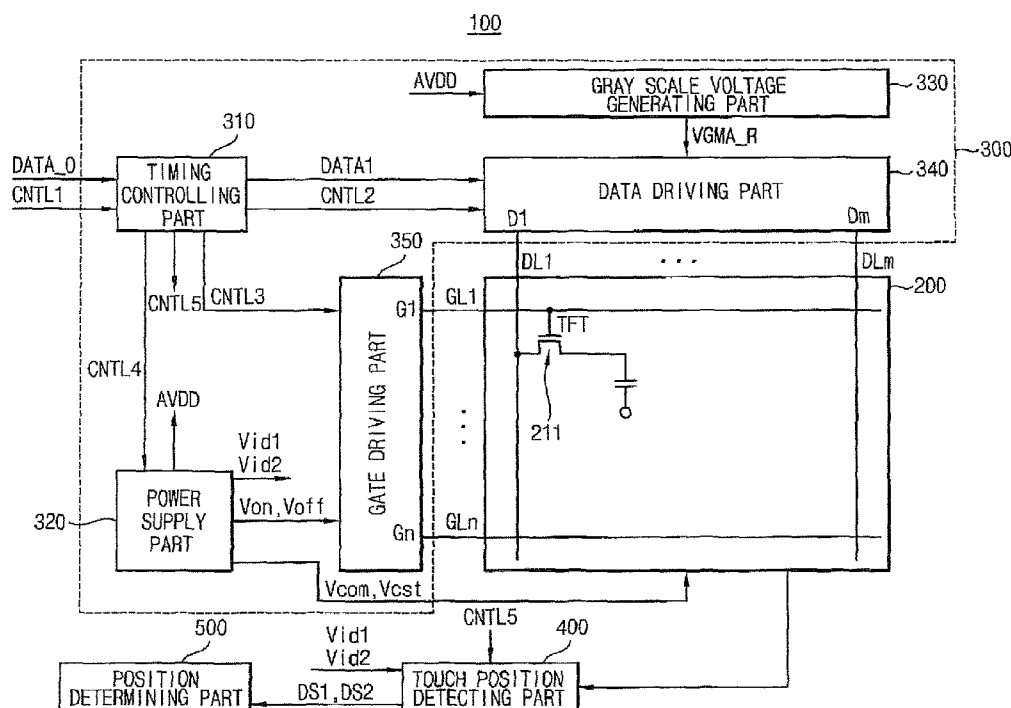 100
AVDD
GRAY SCALE VOLTAGE
GENERATING PART
330
VGMA_R
300
310
DATA_0
CNTL1
TIMING
CONTROLLING
PART
DATA1
CNTL2
DATA DRIVING PART
340
D1
Dm
DL1
...
DLm
200
350
CNTL5
CNTL3
G1
GL1
TFT
211
CNTL4
AVDD
GATE DRIVING PART
Vid1
Vid2
POWER
SUPPLY
PART
320
Von,Voff
Gn
GLn
Vcom,Vcst
CNTL5
500
Vid1
Vid2
400
POSITION
DETERMINING PART
DS1,DS2
TOUCH POSITION
DETECTING PART